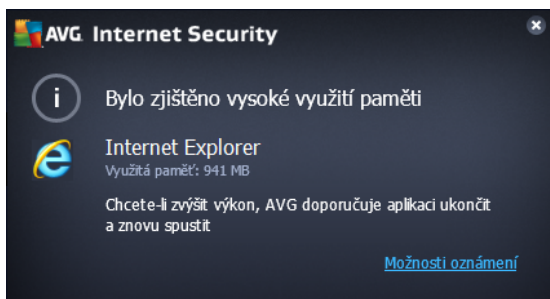 AVG. Internet Security
i
Bylo zjištěno vysoké využití paměti
Internet Explorer
Využitá paměť: 941 MB
Chcete-li zvýšit výkon, AVG doporučuje aplikaci ukončit
a znovu spustit
Možnosti oznámení